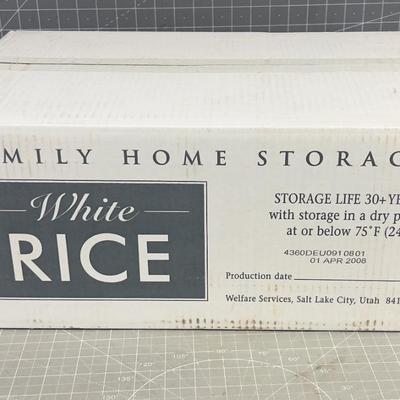 MILY HOME STORAG
White
RICE
STORAGE LIFE 30+ YE
with storage in a dry p
at or below 75°F (24
4360DEU0910801
01 APR 2008
Production date
Welfare Services, Salt Lake City, Utah 841